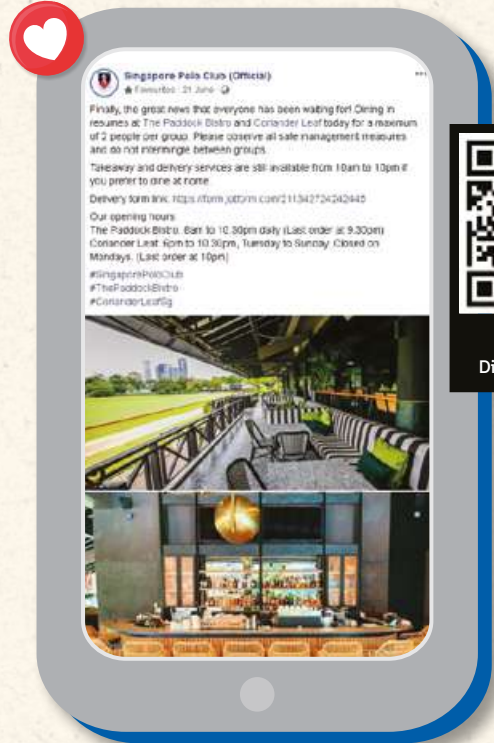 Singapore Polo Club (Official)
Favourites · 21 June ·
Finally, the great news that everyone has been waiting for! Dining in
resumes at The Paddock Bistro and Coriander Leaf today for a maximum
of 2 people per group. Please observe all safe management measures
and do not intermingle between groups.
Takeaway and delivery services are still available from 10am to 10pm if
you prefer to dine at home.
Delivery form link: https://form.jotform.com/211342724242445
Our opening hours:
The Paddock Bistro: 8am to 10.30pm daily (Last order at 9.30pm)
Coriander Leaf: 6pm to 10.30pm, Tuesday to Sunday. Closed on
Mondays. (Last order at 10pm)
#SingaporePoloClub
#ThePaddockBistro
#CorianderLeafSg
Di